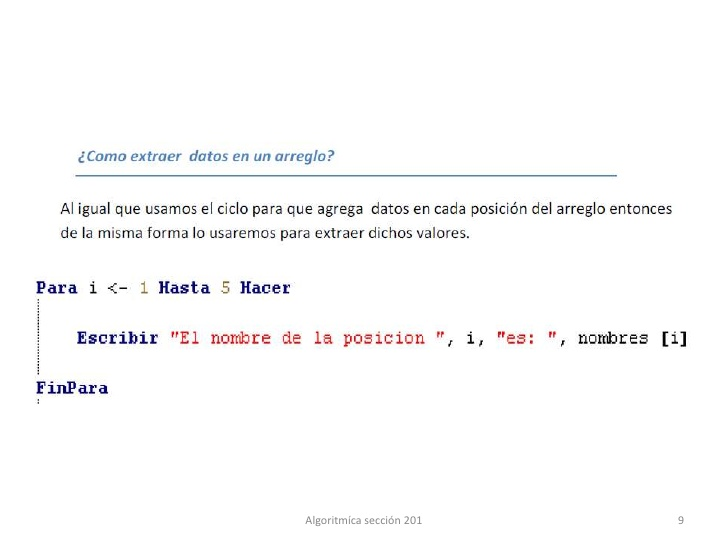 ¿Como extraer datos en un arreglo?
Al igual que usamos el ciclo para que agrega datos en cada posición del arreglo entonces
de la misma forma lo usaremos para extraer dichos valores.
Para i <- 1 Hasta 5 Hacer
Escribir "El nombre de la posicion ", i, "es: ", nombres [i]
FinPara
Algoritmica sección 201
9